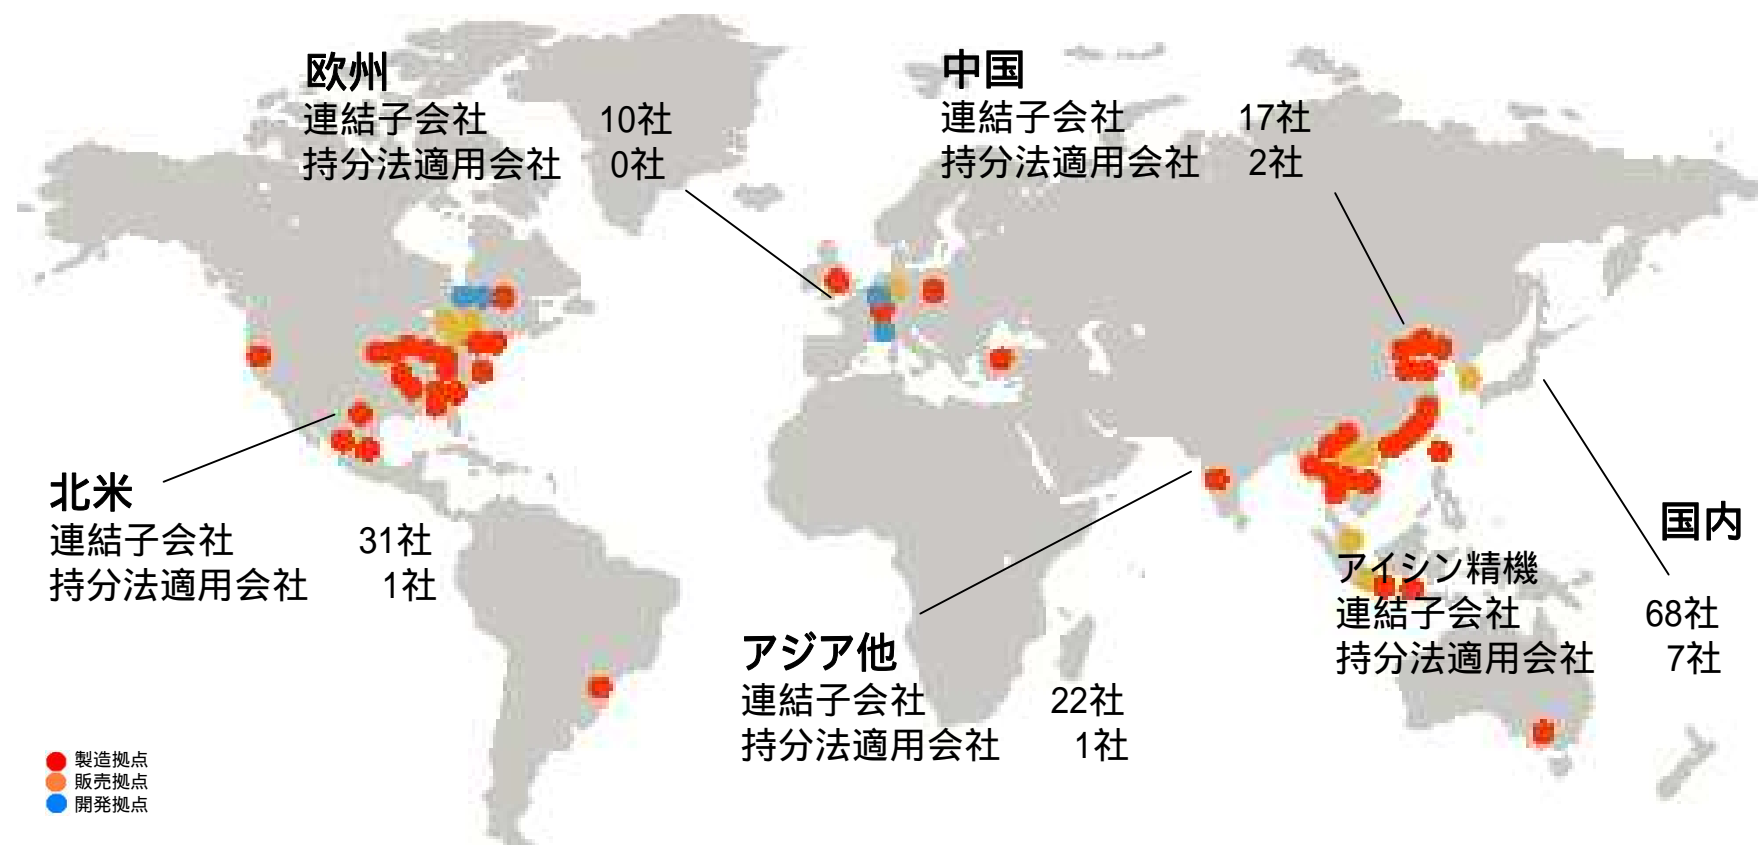 欧州
連結子会社 10社
持分法適用会社 0社
中国
連結子会社 17社
持分法適用会社 2社
北米
連結子会社 31社
持分法適用会社 1社
国内
アイシン精機
連結子会社 68社
持分法適用会社 7社
アジア他
連結子会社 22社
持分法適用会社 1社
製造拠点
販売拠点
開発拠点